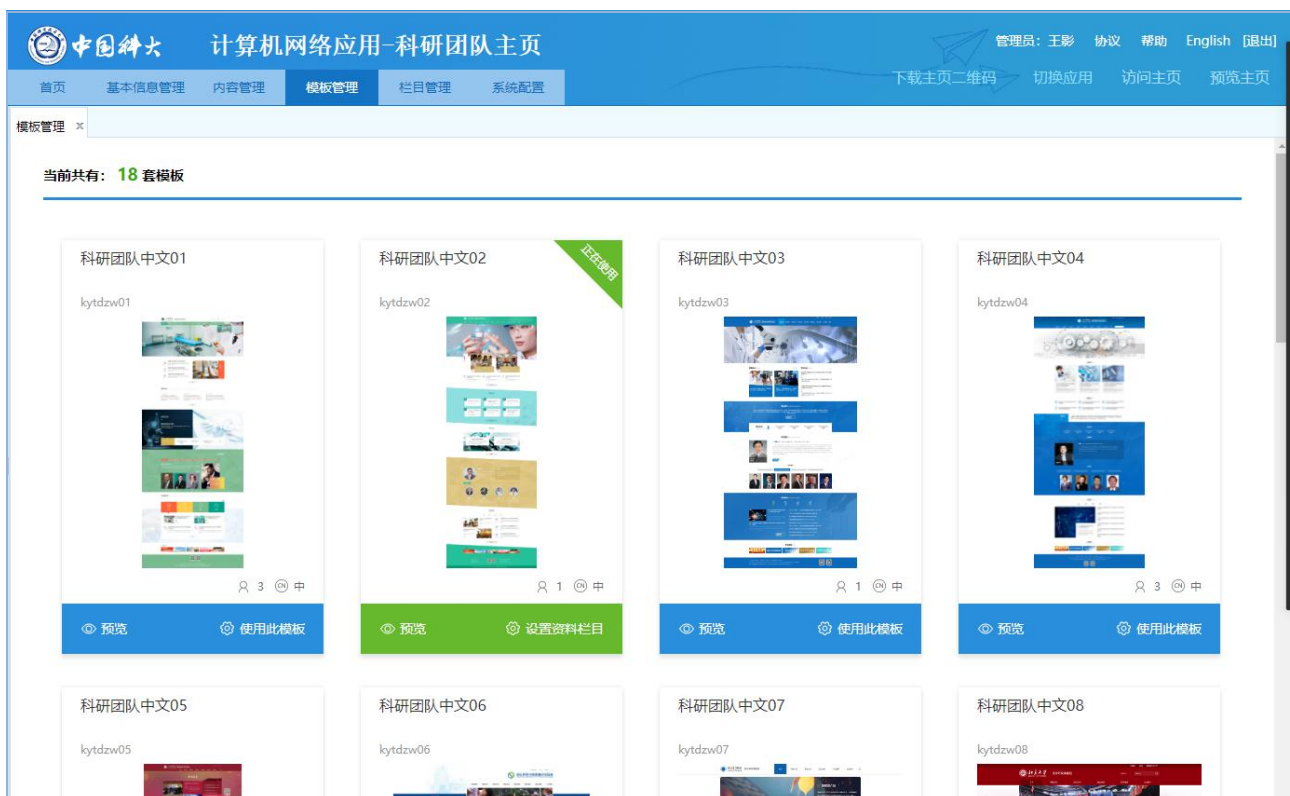 中国科大 计算机网络应用-科研团队主页
管理员：王影 协议 帮助 English [退出]
首页 基本信息管理 内容管理 模板管理 栏目管理 系统配置
下载主页二维码 切换应用 访问主页 预览主页
模板管理 ×
当前共有： 18 套模板
科研团队中文01 科研团队中文02 正在使用 科研团队中文03 科研团队中文04
kytdzw01 kytdzw02 kytdzw03 kytdzw04
3 CN 中 1 CN 中 1 CN 中 3 CN 中
预览 使用此模板 预览 设置资料栏目 预览 使用此模板 预览 使用此模板
科研团队中文05 科研团队中文06 科研团队中文07 科研团队中文08
kytdzw05 kytdzw06 kytdzw07 kytdzw08